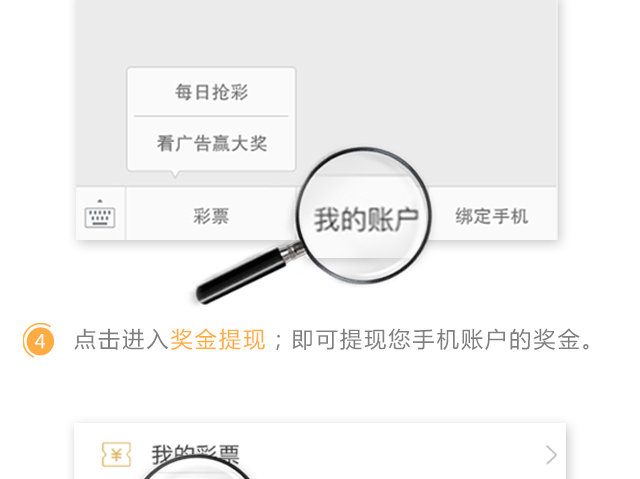 每日抢彩
看广告赢大奖
彩票 我的账户 绑定手机
4 点击进入奖金提现；即可提现您手机账户的奖金。
¥ 我的彩票